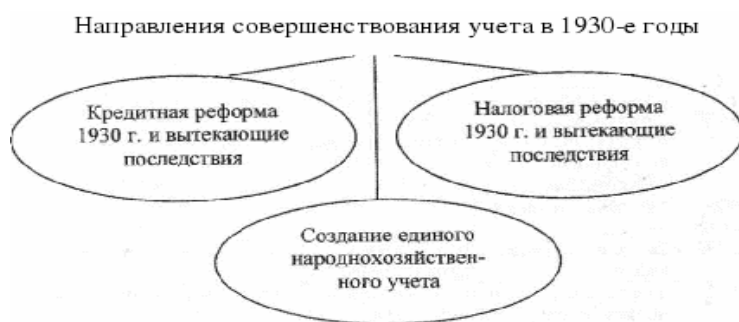 Направления совершенствования учета в 1930-е годы
Кредитная реформа
1930 г. и вытекающие
последствия
Налоговая реформа
1930 г. и вытекающие
последствия
Создание единого
народнохозяйствен-
ного учета